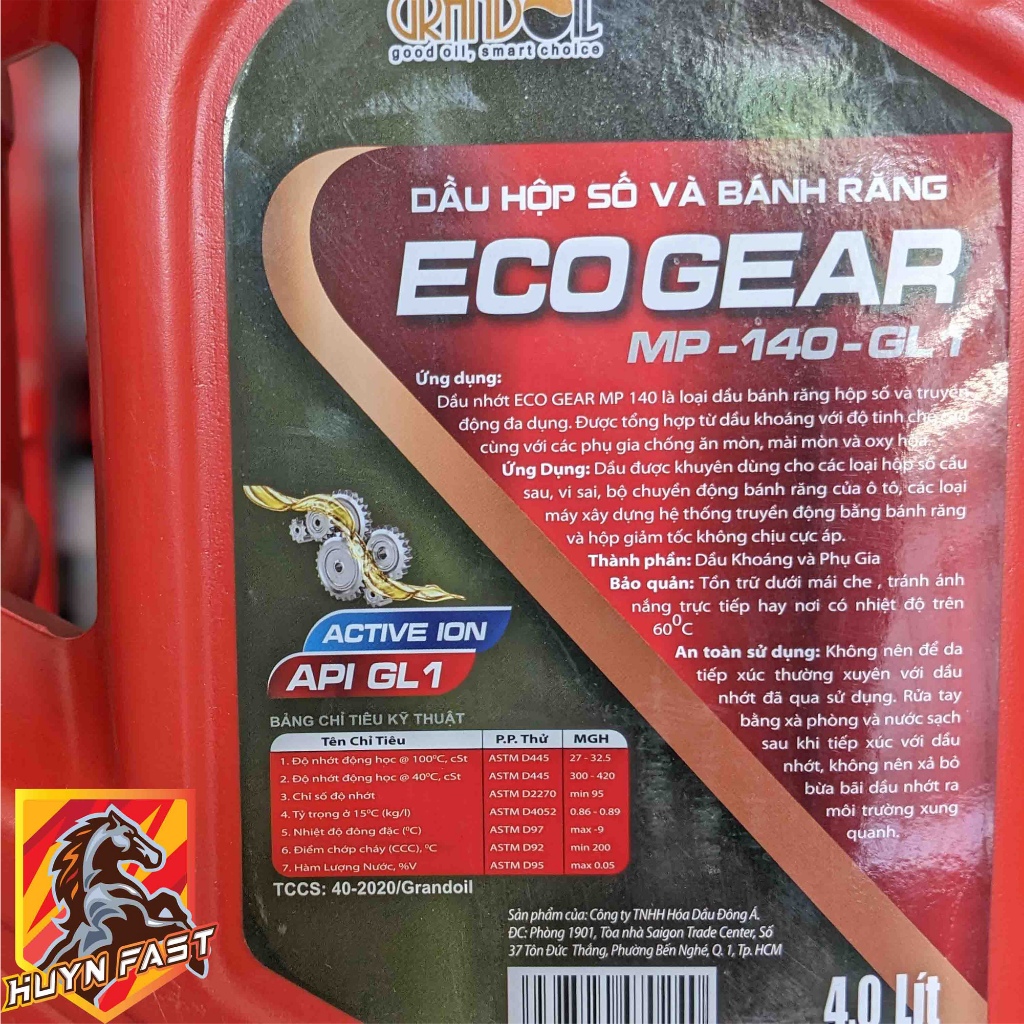 GRANDOIL
good oil, smart choice
DẦU HỘP SỐ VÀ BÁNH RĂNG
ECO GEAR
MP -140 - GL1
Ứng dụng:
Dầu nhớt ECO GEAR MP 140 là loại dầu bánh răng hộp số và truyền
động đa dụng. Được tổng hợp từ dầu khoáng với độ tinh chế cao
cùng với các phụ gia chống ăn mòn, mài mòn và oxy hóa.
Ứng Dụng: Dầu được khuyên dùng cho các loại hộp số cầu
sau, vi sai, bộ chuyển động bánh răng của ô tô, các loại
máy xây dựng hệ thống truyền động bằng bánh răng
và hộp giảm tốc không chịu cực áp.
Thành phần: Dầu Khoáng và Phụ Gia
Bảo quản: Tồn trữ dưới mái che , tránh ánh
nắng trực tiếp hay nơi có nhiệt độ trên
60⁰C
An toàn sử dụng: Không nên để da
tiếp xúc thường xuyên với dầu
nhớt đã qua sử dụng. Rửa tay
bằng xà phòng và nước sạch
sau khi tiếp xúc với dầu
nhớt, không nên xả bỏ
bừa bãi dầu nhớt ra
môi trường xung
quanh.
ACTIVE ION
API GL1
BẢNG CHỈ TIÊU KỸ THUẬT
Tên Chỉ Tiêu P.P. Thử MGH
1. Độ nhớt động học @ 100⁰C, cSt ASTM D445 27 - 32.5
2. Độ nhớt động học @ 40⁰C, cSt ASTM D445 300 - 420
3. Chỉ số độ nhớt ASTM D2270 min 95
4. Tỷ trọng ở 15⁰C (kg/l) ASTM D4052 0.86 - 0.89
5. Nhiệt độ đông đặc (⁰C) ASTM D97 max -9
6. Điểm chớp cháy (CCC), ⁰C ASTM D92 min 200
7. Hàm Lượng Nước, %V ASTM D95 max 0.05
TCCS: 40-2020/Grandoil
Sản phẩm của: Công ty TNHH Hóa Dầu Đông Á.
ĐC: Phòng 1901, Tòa nhà Saigon Trade Center, Số
37 Tôn Đức Thắng, Phường Bến Nghé, Q. 1, Tp. HCM
4.0 Lít
HUYN FAST